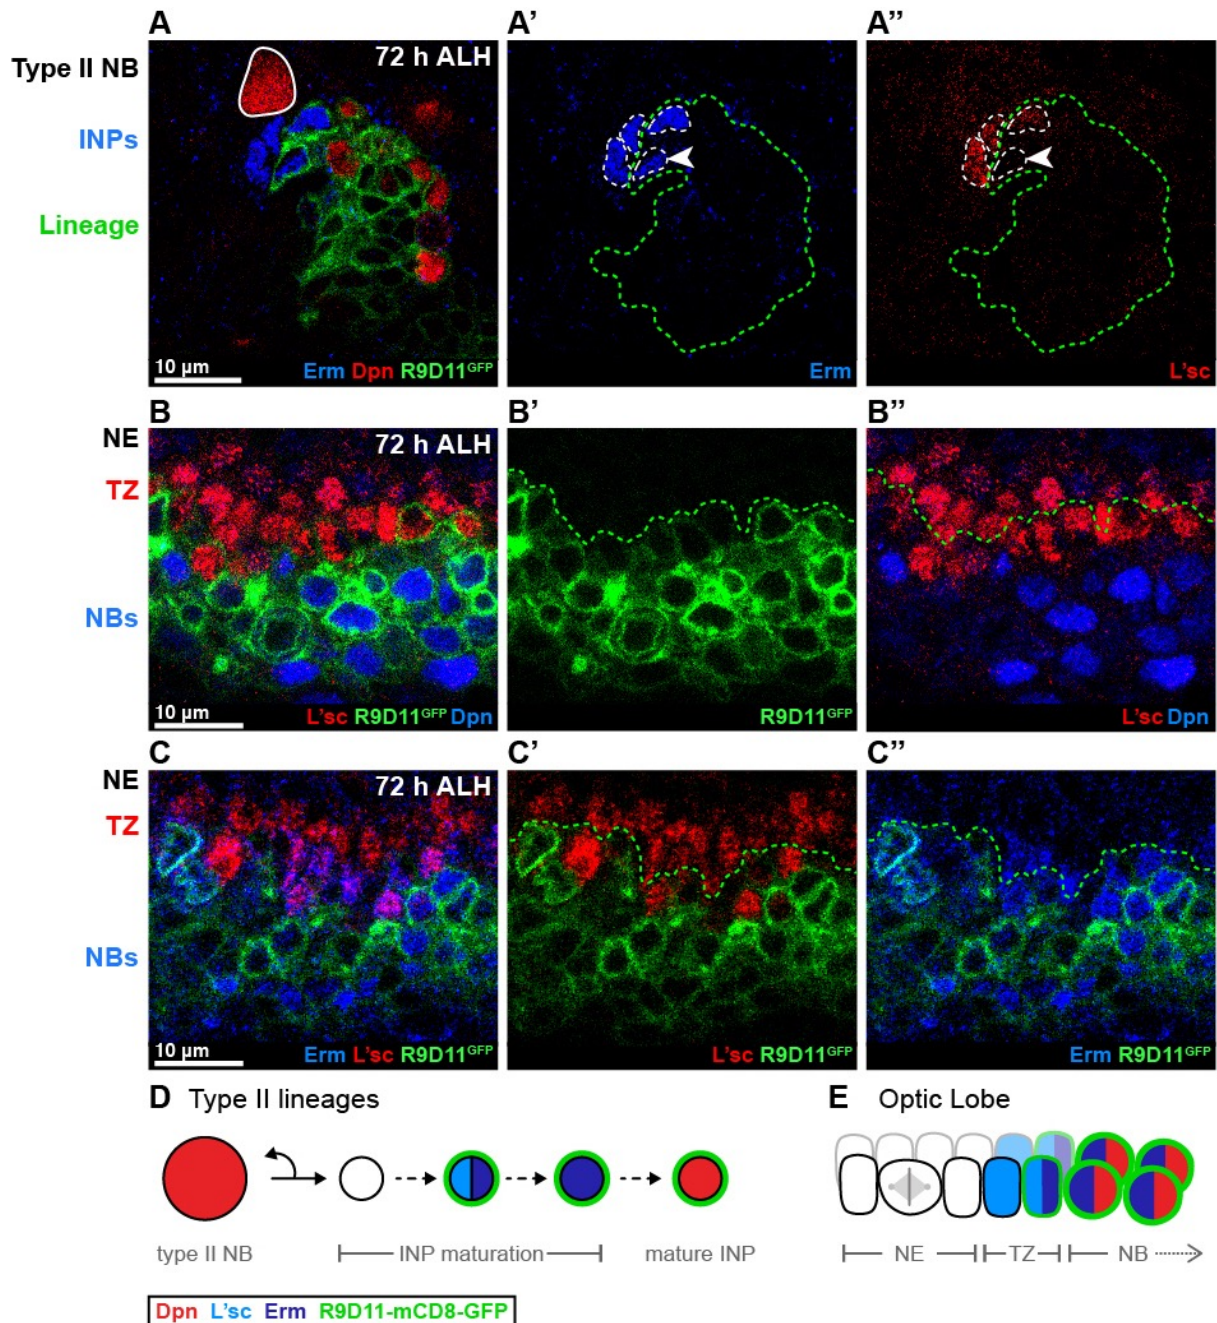 A A' A"
Type II NB
72 h ALH
INPs
Lineage
10 µm
Erm Dpn R9D11GFP
Erm
L'sc
B B' B"
NE
72 h ALH
TZ
NBs
10 µm
L'sc R9D11GFP Dpn
R9D11GFP
L'sc Dpn
C C' C"
NE
72 h ALH
TZ
NBs
10 µm
Erm L'sc R9D11GFP
L'sc R9D11GFP
Erm R9D11GFP
D Type II lineages
type II NB
INP maturation
mature INP
E Optic Lobe
NE TZ NB
Dpn L'sc Erm R9D11-mCD8-GFP